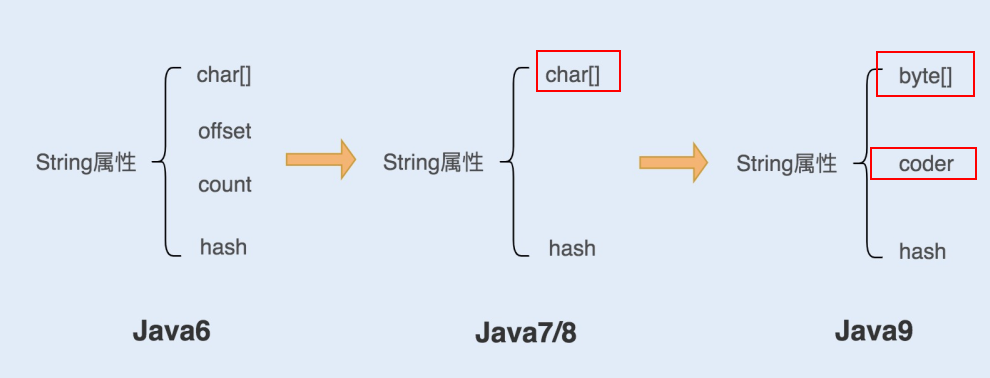 char[]
offset
String属性
count
hash
Java6
char[]
String属性
hash
Java7/8
byte[]
String属性
coder
hash
Java9